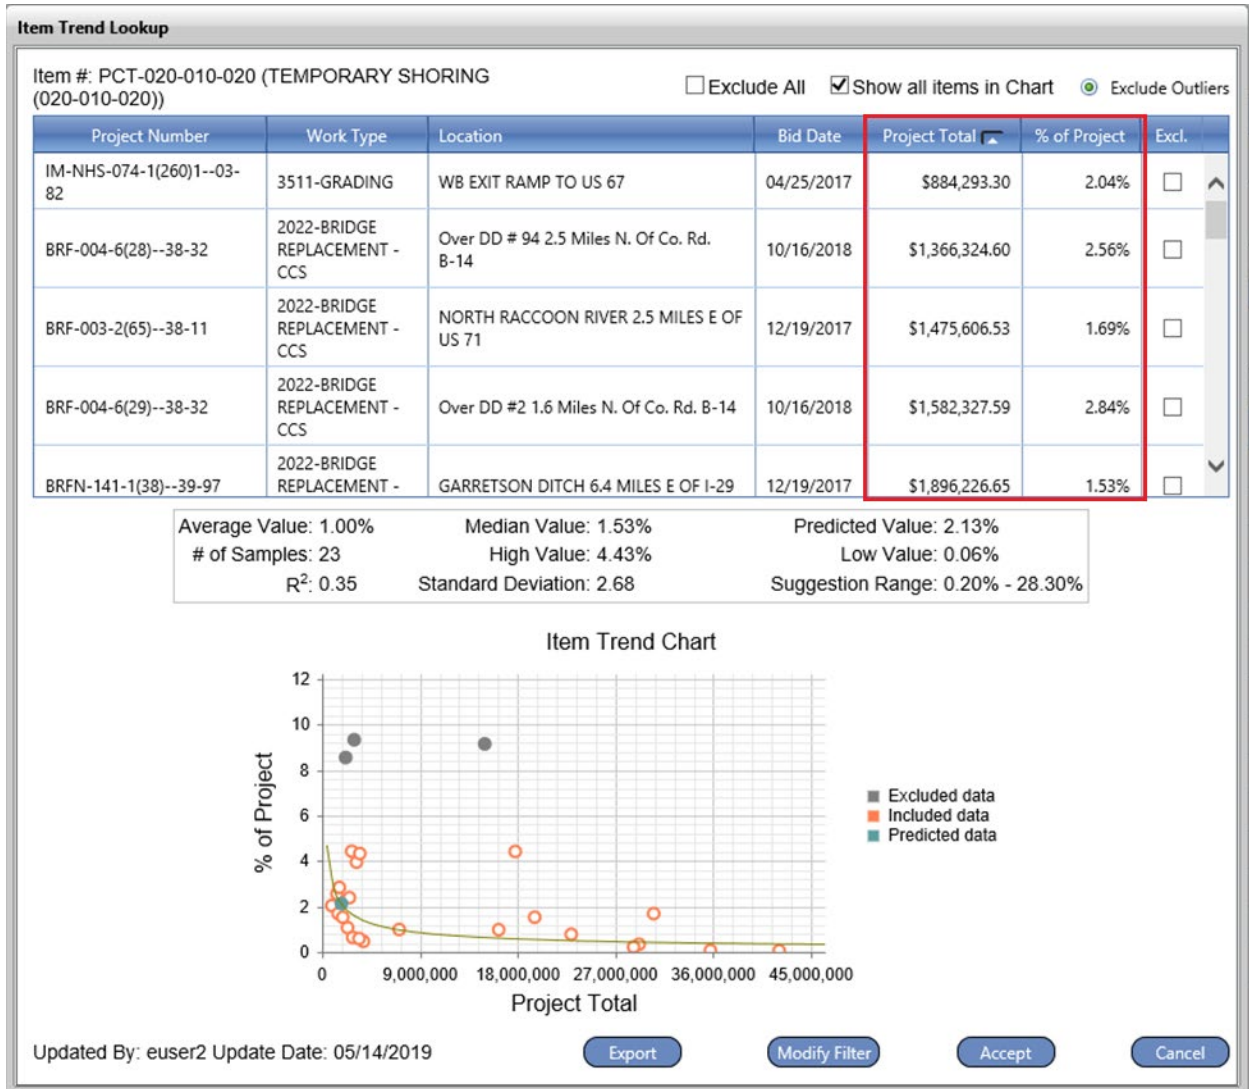 Item Trend Lookup
Item #: PCT-020-010-020 (TEMPORARY SHORING
(020-010-020))
Exclude All
Show all items in Chart
Exclude Outliers
Project Number Work Type Location Bid Date Project Total % of Project Excl.
IM-NHS-074-1(260)1--03-
82
3511-GRADING
WB EXIT RAMP TO US 67
04/25/2017
$884,293.30
2.04%
BRF-004-6(28)--38-32
2022-BRIDGE
REPLACEMENT -
CCS
Over DD # 94 2.5 Miles N. Of Co. Rd.
B-14
10/16/2018
$1,366,324.60
2.56%
BRF-003-2(65)--38-11
2022-BRIDGE
REPLACEMENT -
CCS
NORTH RACCOON RIVER 2.5 MILES E OF
US 71
12/19/2017
$1,475,606.53
1.69%
BRF-004-6(29)--38-32
2022-BRIDGE
REPLACEMENT -
CCS
Over DD #2 1.6 Miles N. Of Co. Rd. B-14
10/16/2018
$1,582,327.59
2.84%
BRFN-141-1(38)--39-97
2022-BRIDGE
REPLACEMENT -
GARRETSON DITCH 6.4 MILES E OF I-29
12/19/2017
$1,896,226.65
1.53%
Average Value: 1.00% Median Value: 1.53% Predicted Value: 2.13%
# of Samples: 23 High Value: 4.43% Low Value: 0.06%
R²: 0.35 Standard Deviation: 2.68 Suggestion Range: 0.20% - 28.30%
Item Trend Chart
% of Project
12
10
8
6
4
2
0
0 9,000,000 18,000,000 27,000,000 36,000,000 45,000,000
Project Total
Excluded data
Included data
Predicted data
Updated By: euser2 Update Date: 05/14/2019
Export
Modify Filter
Accept
Cancel